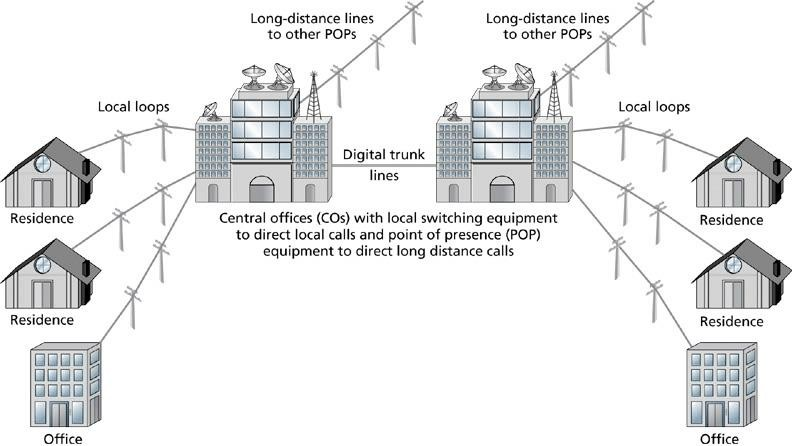 Long-distance lines
to other POPs
Long-distance lines
to other POPs
Local loops
Local loops
Digital trunk
lines
Residence
Residence
Central offices (COs) with local switching equipment
to direct local calls and point of presence (POP)
equipment to direct long distance calls
Residence
Residence
Office
Office